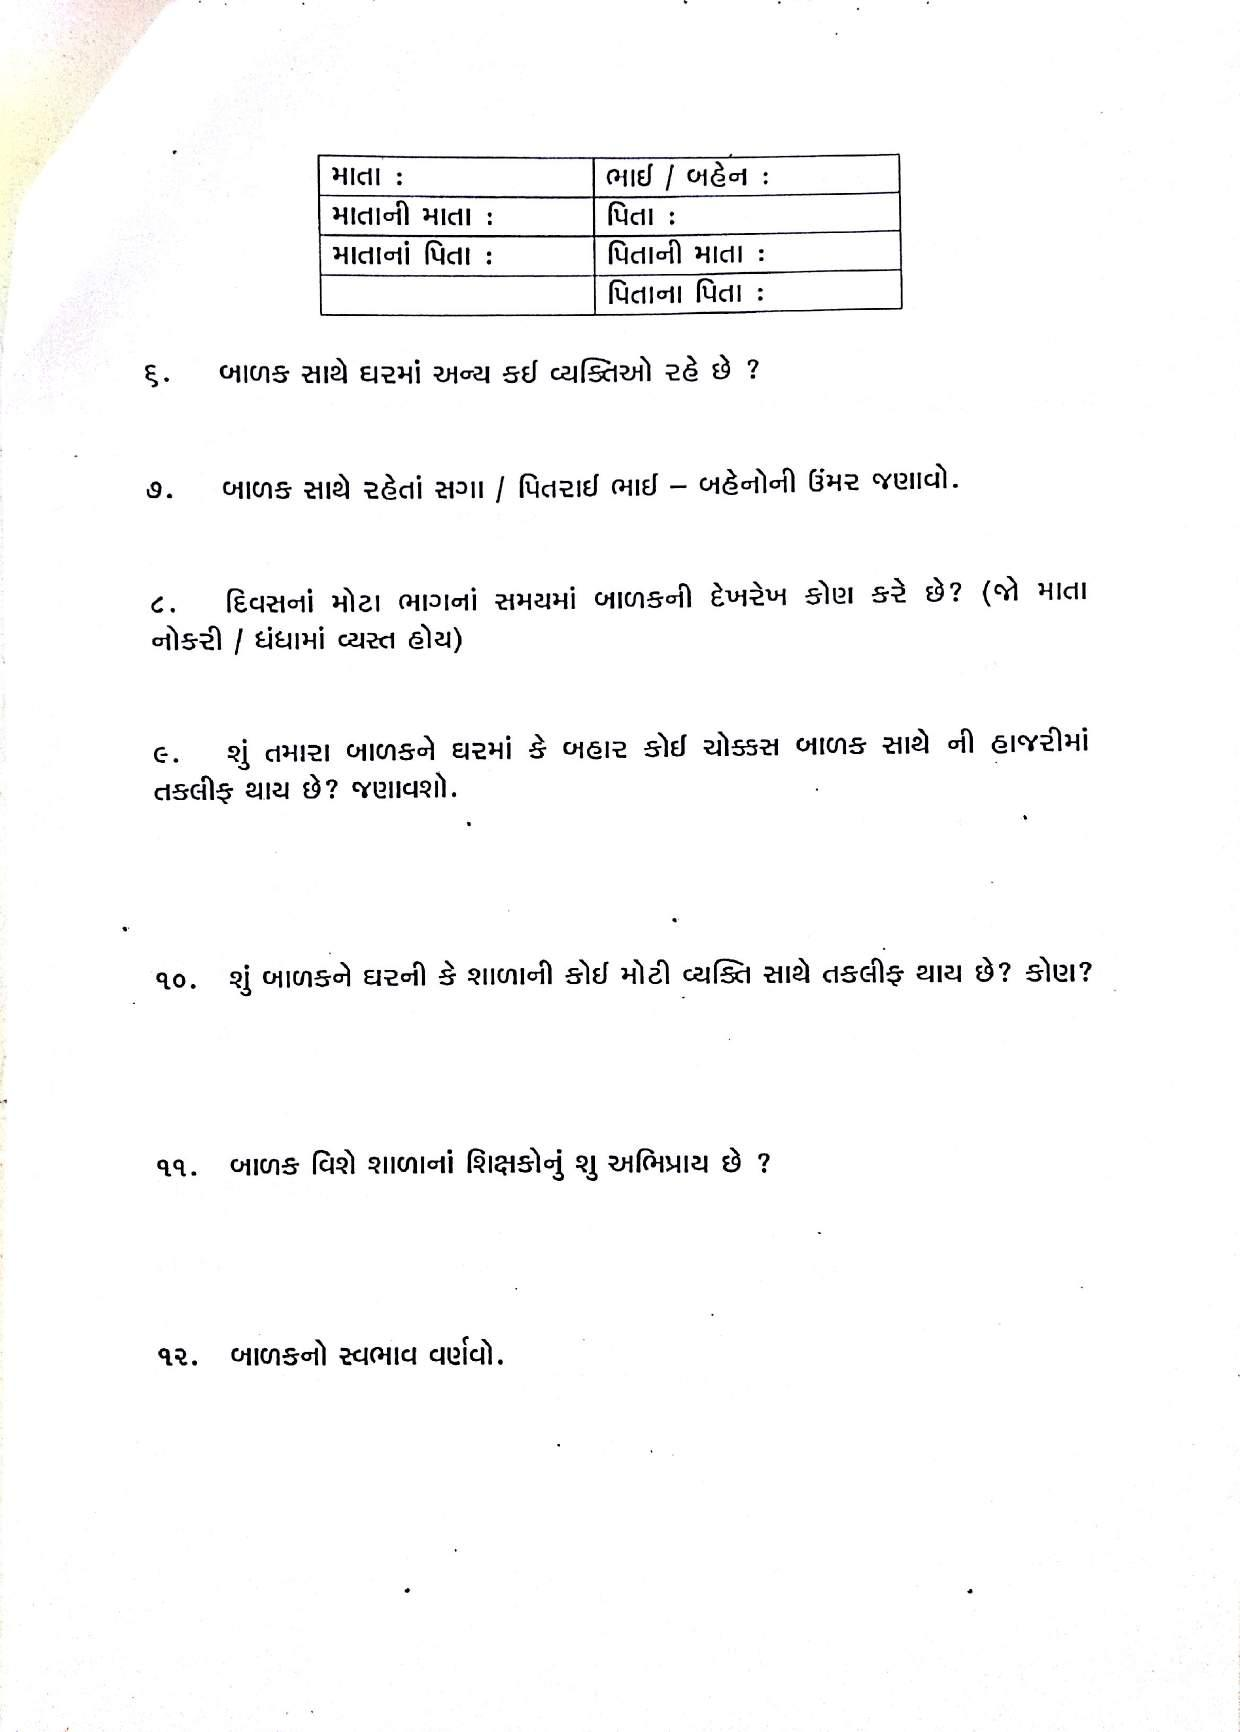 માતા : ભાઈ / બહેન :
માતાની માતા : પિતા :
માતાનાં પિતા : પિતાની માતા :
પિતાના પિતા :
૬. બાળક સાથે ઘરમાં અન્ય કઇ વ્યક્તિઓ રહે છે ?
૭. બાળક સાથે રહેતાં સગા / પિતરાઈ ભાઈ – બહેનોની ઉંમર જણાવો.
૮. દિવસનાં મોટા ભાગનાં સમયમાં બાળકની દેખરેખ કોણ કરે છે? (જો માતા
નોકરી / ધંધામાં વ્યસ્ત હોય)
૯. શું તમારા બાળકને ઘરમાં કે બહાર કોઈ ચોક્કસ બાળક સાથે ની હાજરીમાં
તકલીફ થાય છે? જણાવશો.
૧૦. શું બાળકને ઘરની કે શાળાની કોઈ મોટી વ્યક્તિ સાથે તકલીફ થાય છે? કોણ?
૧૧. બાળક વિશે શાળાનાં શિક્ષકોનું શુ અભિપ્રાય છે ?
૧૨. બાળકનો સ્વભાવ વર્ણવો.